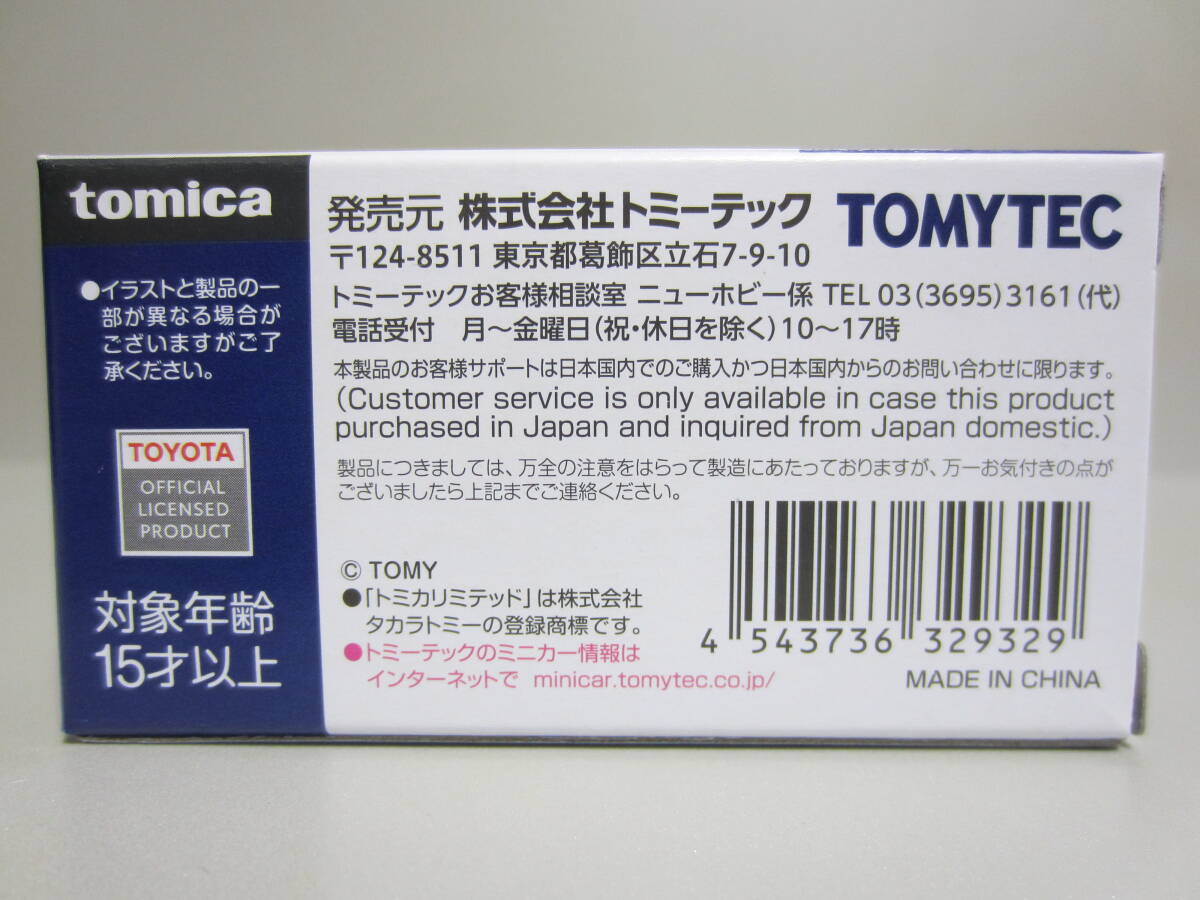 tomica
●イラストと製品の一
部が異なる場合が
ございますがご了
承ください。
TOYOTA
OFFICIAL
LICENSED
PRODUCT
対象年齢
15才以上
発売元 株式会社トミーテック
TOMYTEC
〒124-8511 東京都葛飾区立石7-9-10
トミーテックお客様相談室 ニューホビー係 TEL 03(3695)3161(代)
電話受付 月〜金曜日(祝・休日を除く)10〜17時
本製品のお客様サポートは日本国内でのご購入かつ日本国内からのお問い合わせに限ります。
(Customer service is only available in case this product
purchased in Japan and inquired from Japan domestic.)
製品につきましては、万全の注意をはらって製造にあたっておりますが、万一お気付きの点が
ございましたら上記までご連絡ください。
© TOMY
●「トミカリミテッド」は株式会社
タカラトミーの登録商標です。
●トミーテックのミニカー情報は
インターネットで minicar.tomytec.co.jp/
4 543736 329329
MADE IN CHINA